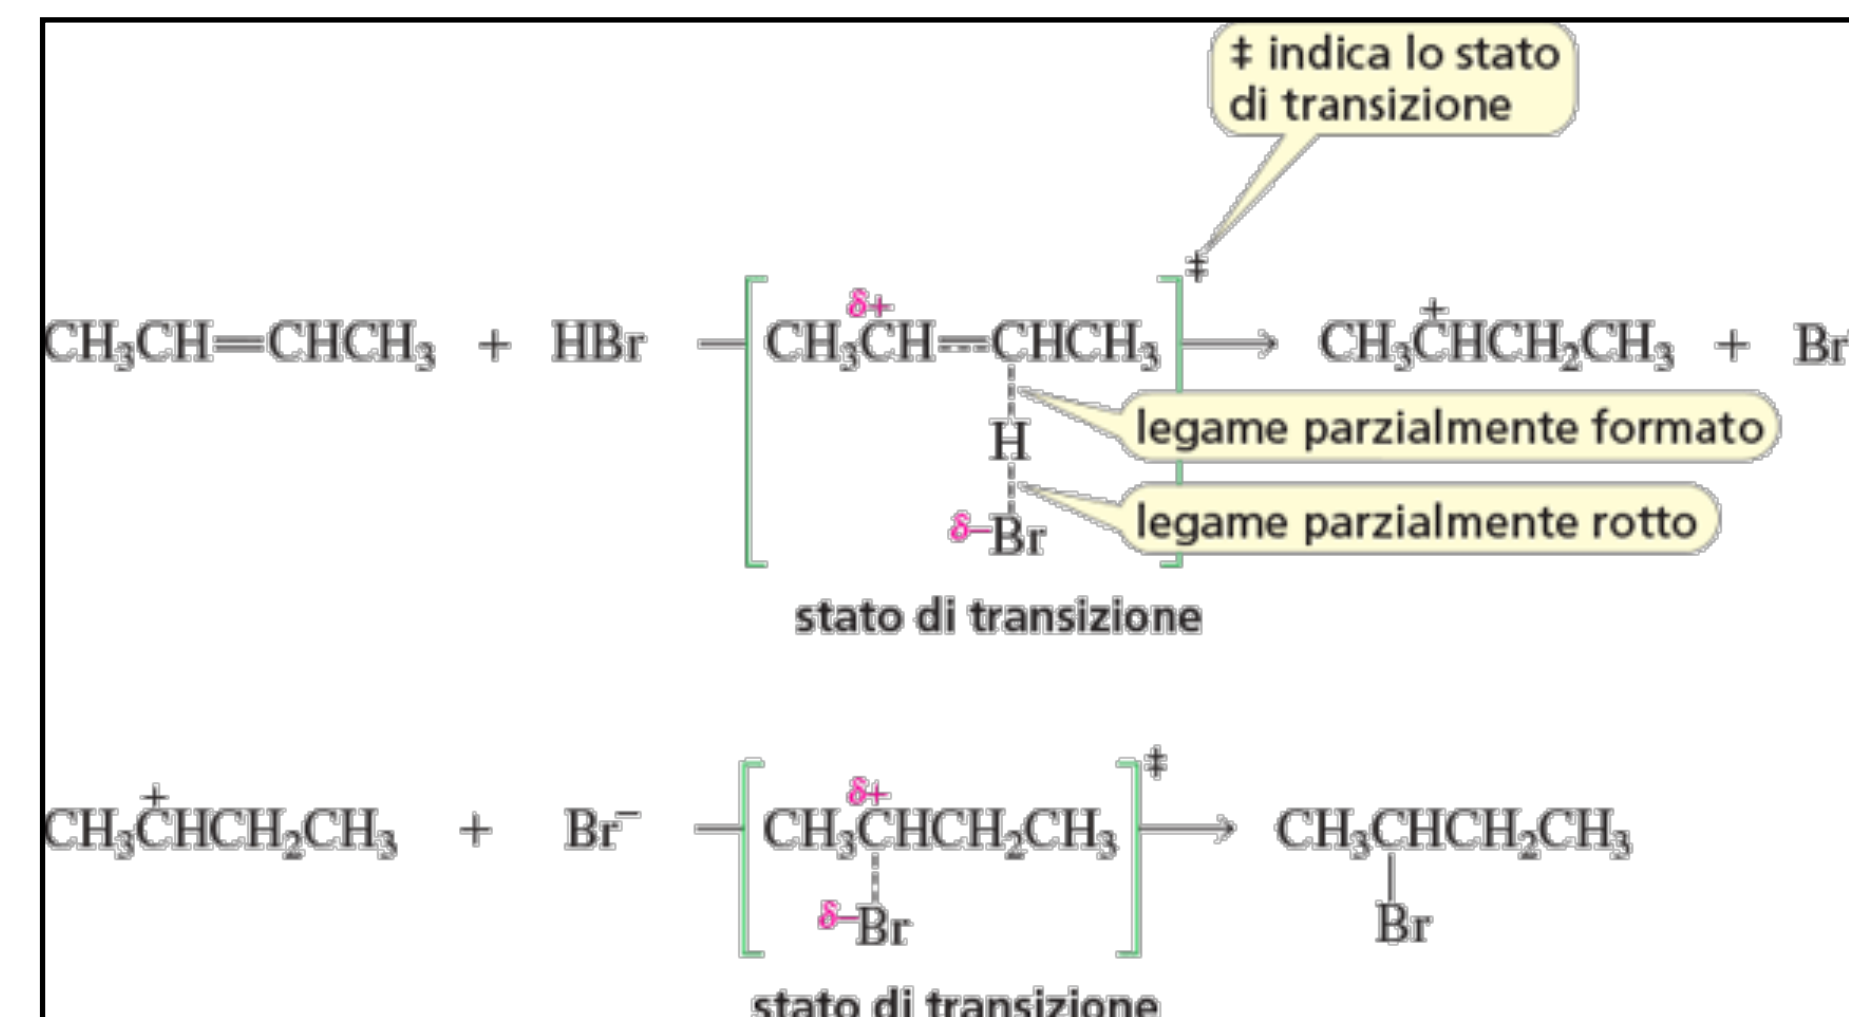 ‡ indica lo stato
di transizione
‡
δ+
CH₃CH=CHCH₃ + HBr CH₃CH=CHCH₃ CH₃CHCH₂CH₃ + Br
+
legame parzialmente formato
H
legame parzialmente rotto
δ−Br
stato di transizione
‡
+ δ+
CH₃CHCH₂CH₃ + Br⁻ CH₃CHCH₂CH₃ CH₃CHCH₂CH₃
δ−Br Br
stato di transizione